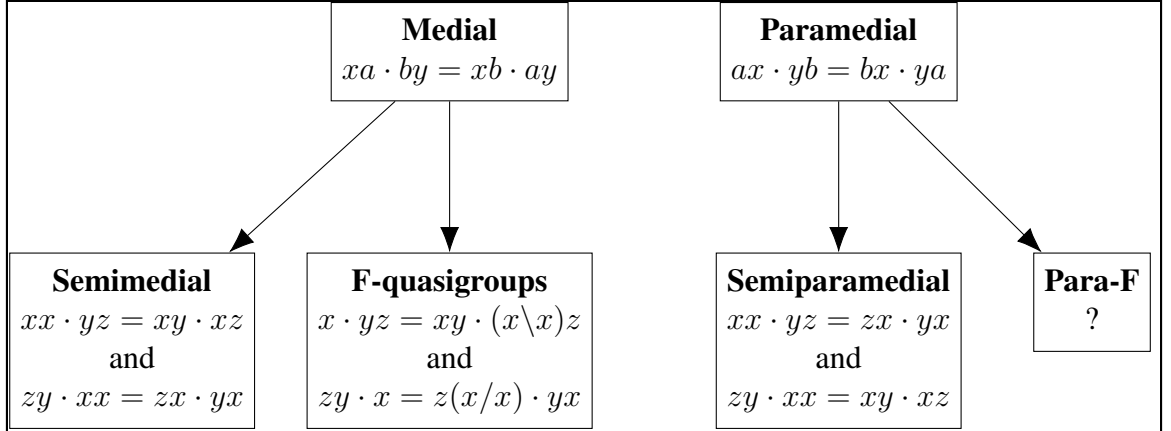 Medial
xa · by = xb · ay
Paramedial
ax · yb = bx · ya
Semimedial
xx · yz = xy · xz
and
zy · xx = zx · yx
F-quasigroups
x · yz = xy · (x\x)z
and
zy · x = z(x/x) · yx
Semiparamedial
xx · yz = zx · yx
and
zy · xx = xy · xz
Para-F
?